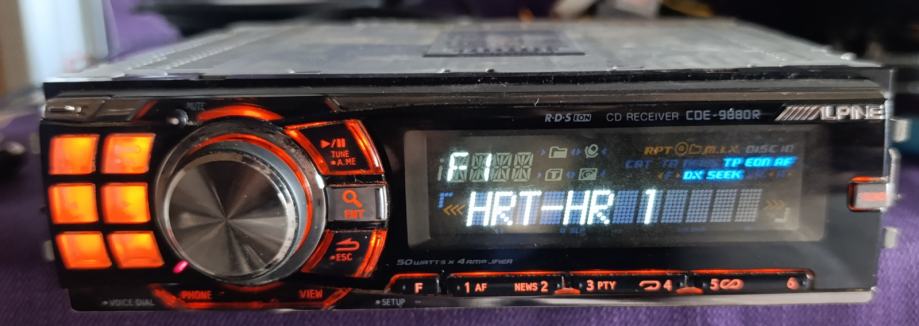 MUTE
R·D·S EON CD RECEIVER CDE-9880R ALPINE
TUNE
A.ME
ENT
ESC
RPT M.I.X. DISC IN
TP EON AF
DX SEEK
F1
HRT-HR 1
50 WATTS X 4 AMPLIFIER
VOICE DIAL
PHONE
VIEW
SETUP
F 1 AF NEWS 2 3 PTY 4 5 6